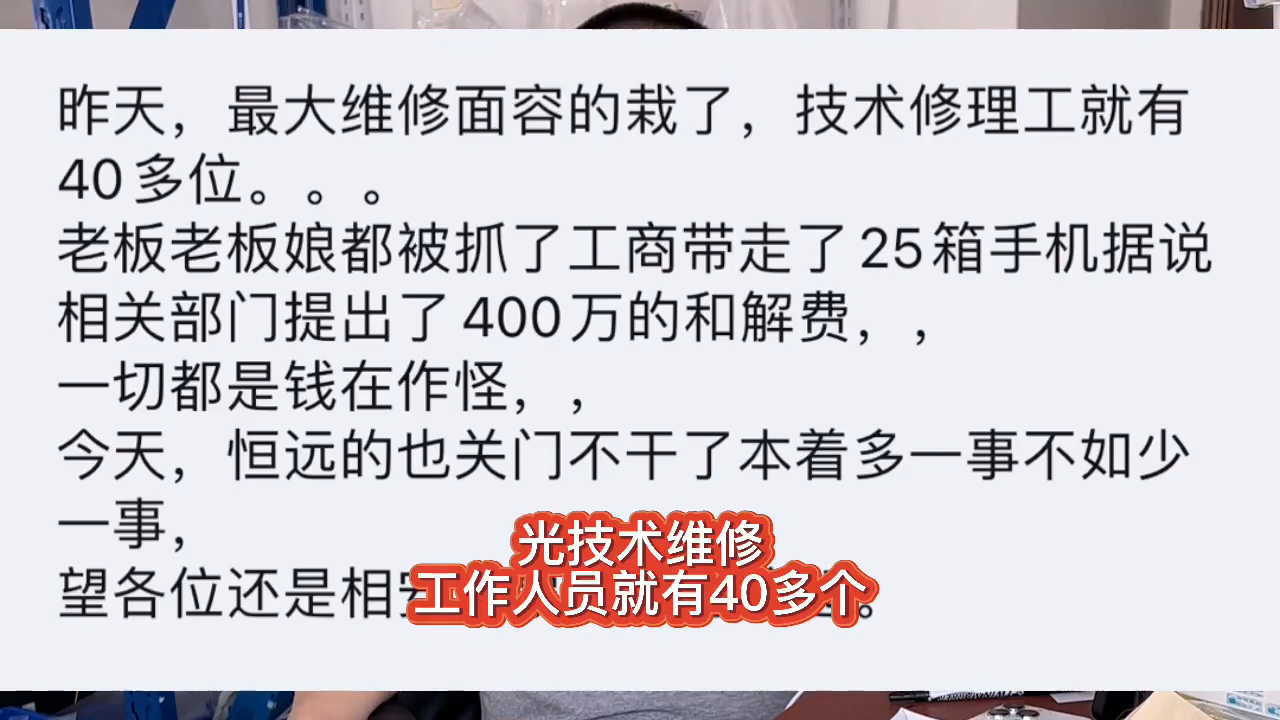 昨天，最大维修面容的栽了，技术修理工就有
40多位。。。
老板老板娘都被抓了工商带走了25箱手机据说
相关部门提出了400万的和解费，，
一切都是钱在作怪，，
今天，恒远的也关门不干了本着多一事不如少
一事，
望各位还是相
光技术维修
工作人员就有40多个